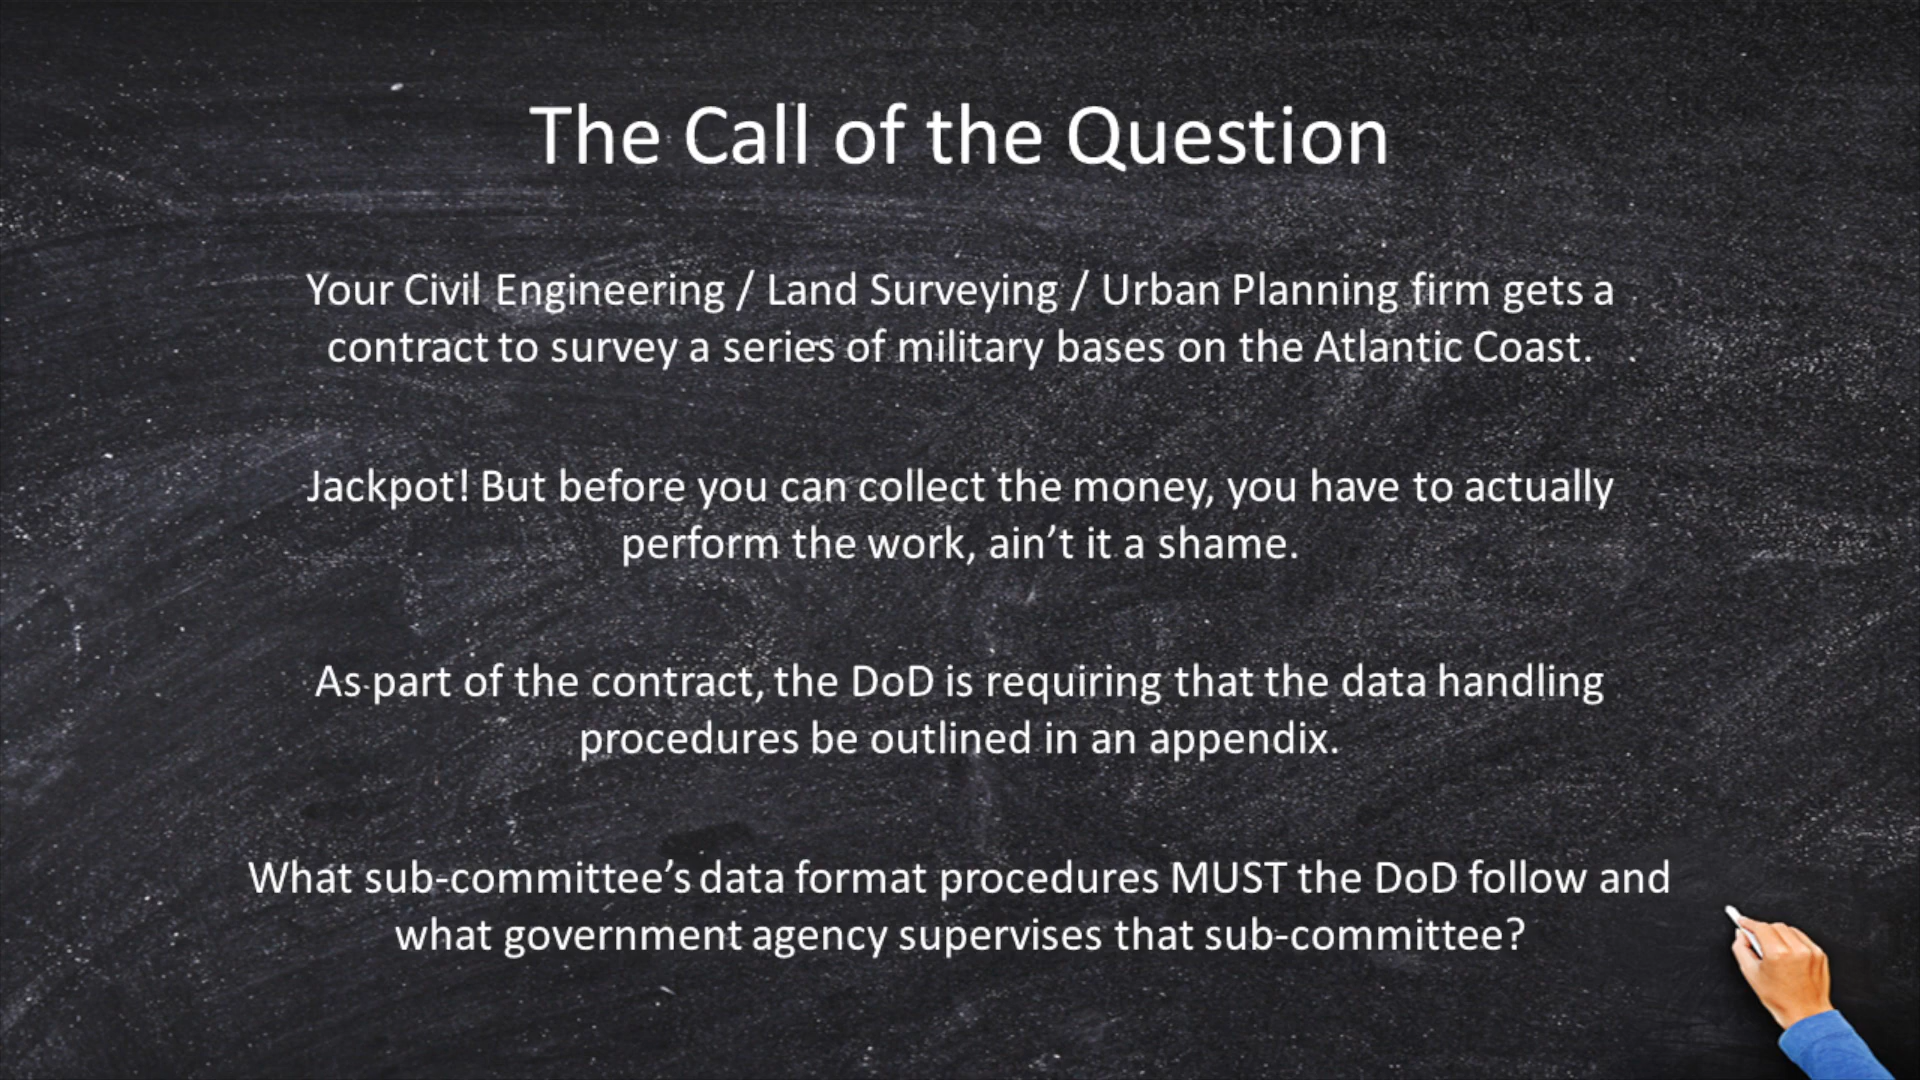 The Call of the Question
Your Civil Engineering / Land Surveying / Urban Planning firm gets a
contract to survey a series of military bases on the Atlantic Coast.
Jackpot! But before you can collect the money, you have to actually
perform the work, ain’t it a shame.
As part of the contract, the DoD is requiring that the data handling
procedures be outlined in an appendix.
What sub-committee’s data format procedures MUST the DoD follow and
what government agency supervises that sub-committee?